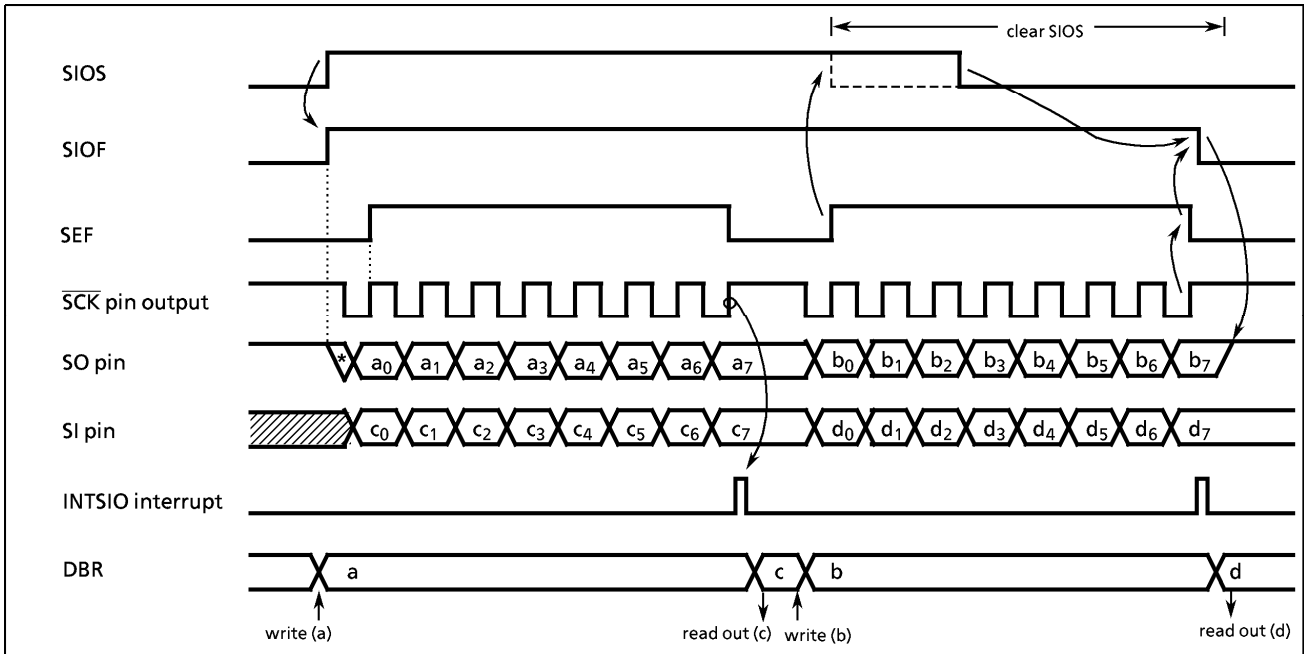 clear SIOS
SIOS
SIOF
SEF
SCK pin output
SO pin * a0 a1 a2 a3 a4 a5 a6 a7 b0 b1 b2 b3 b4 b5 b6 b7
SI pin c0 c1 c2 c3 c4 c5 c6 c7 d0 d1 d2 d3 d4 d5 d6 d7
INTSIO interrupt
DBR a c b d
write (a) read out (c) write (b) read out (d)